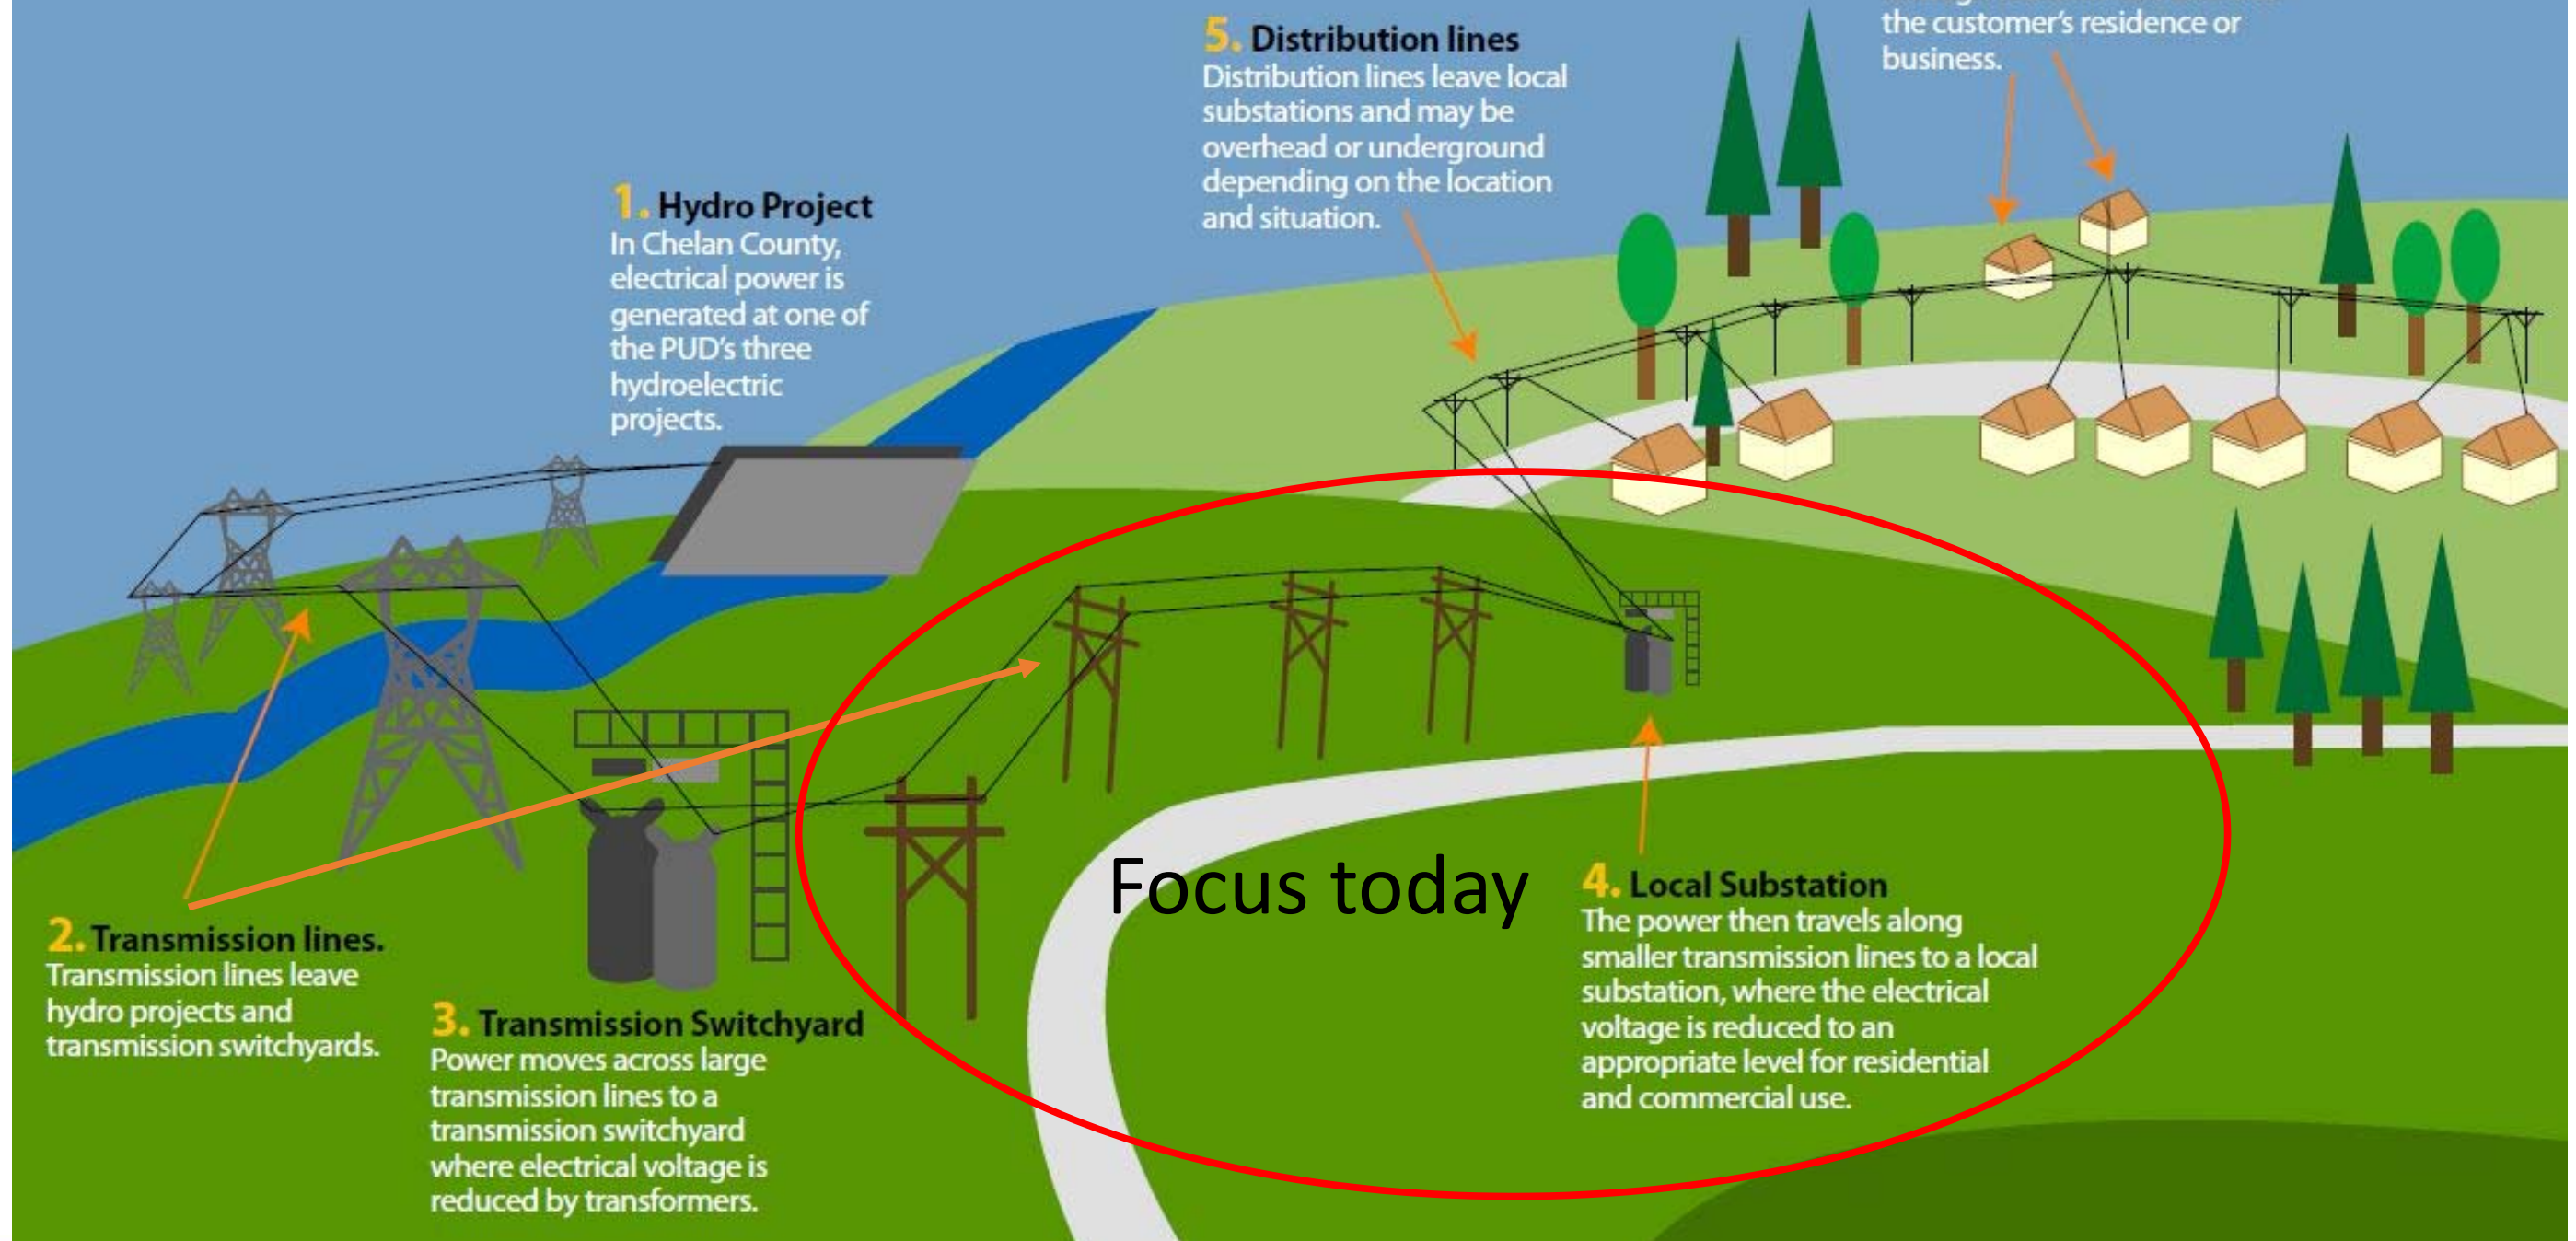 the customer's residence or
business.
5. Distribution lines
Distribution lines leave local
substations and may be
overhead or underground
depending on the location
and situation.
1. Hydro Project
In Chelan County,
electrical power is
generated at one of
the PUD's three
hydroelectric
projects.
Focus today
2. Transmission lines.
Transmission lines leave
hydro projects and
transmission switchyards.
3. Transmission Switchyard
Power moves across large
transmission lines to a
transmission switchyard
where electrical voltage is
reduced by transformers.
4. Local Substation
The power then travels along
smaller transmission lines to a local
substation, where the electrical
voltage is reduced to an
appropriate level for residential
and commercial use.